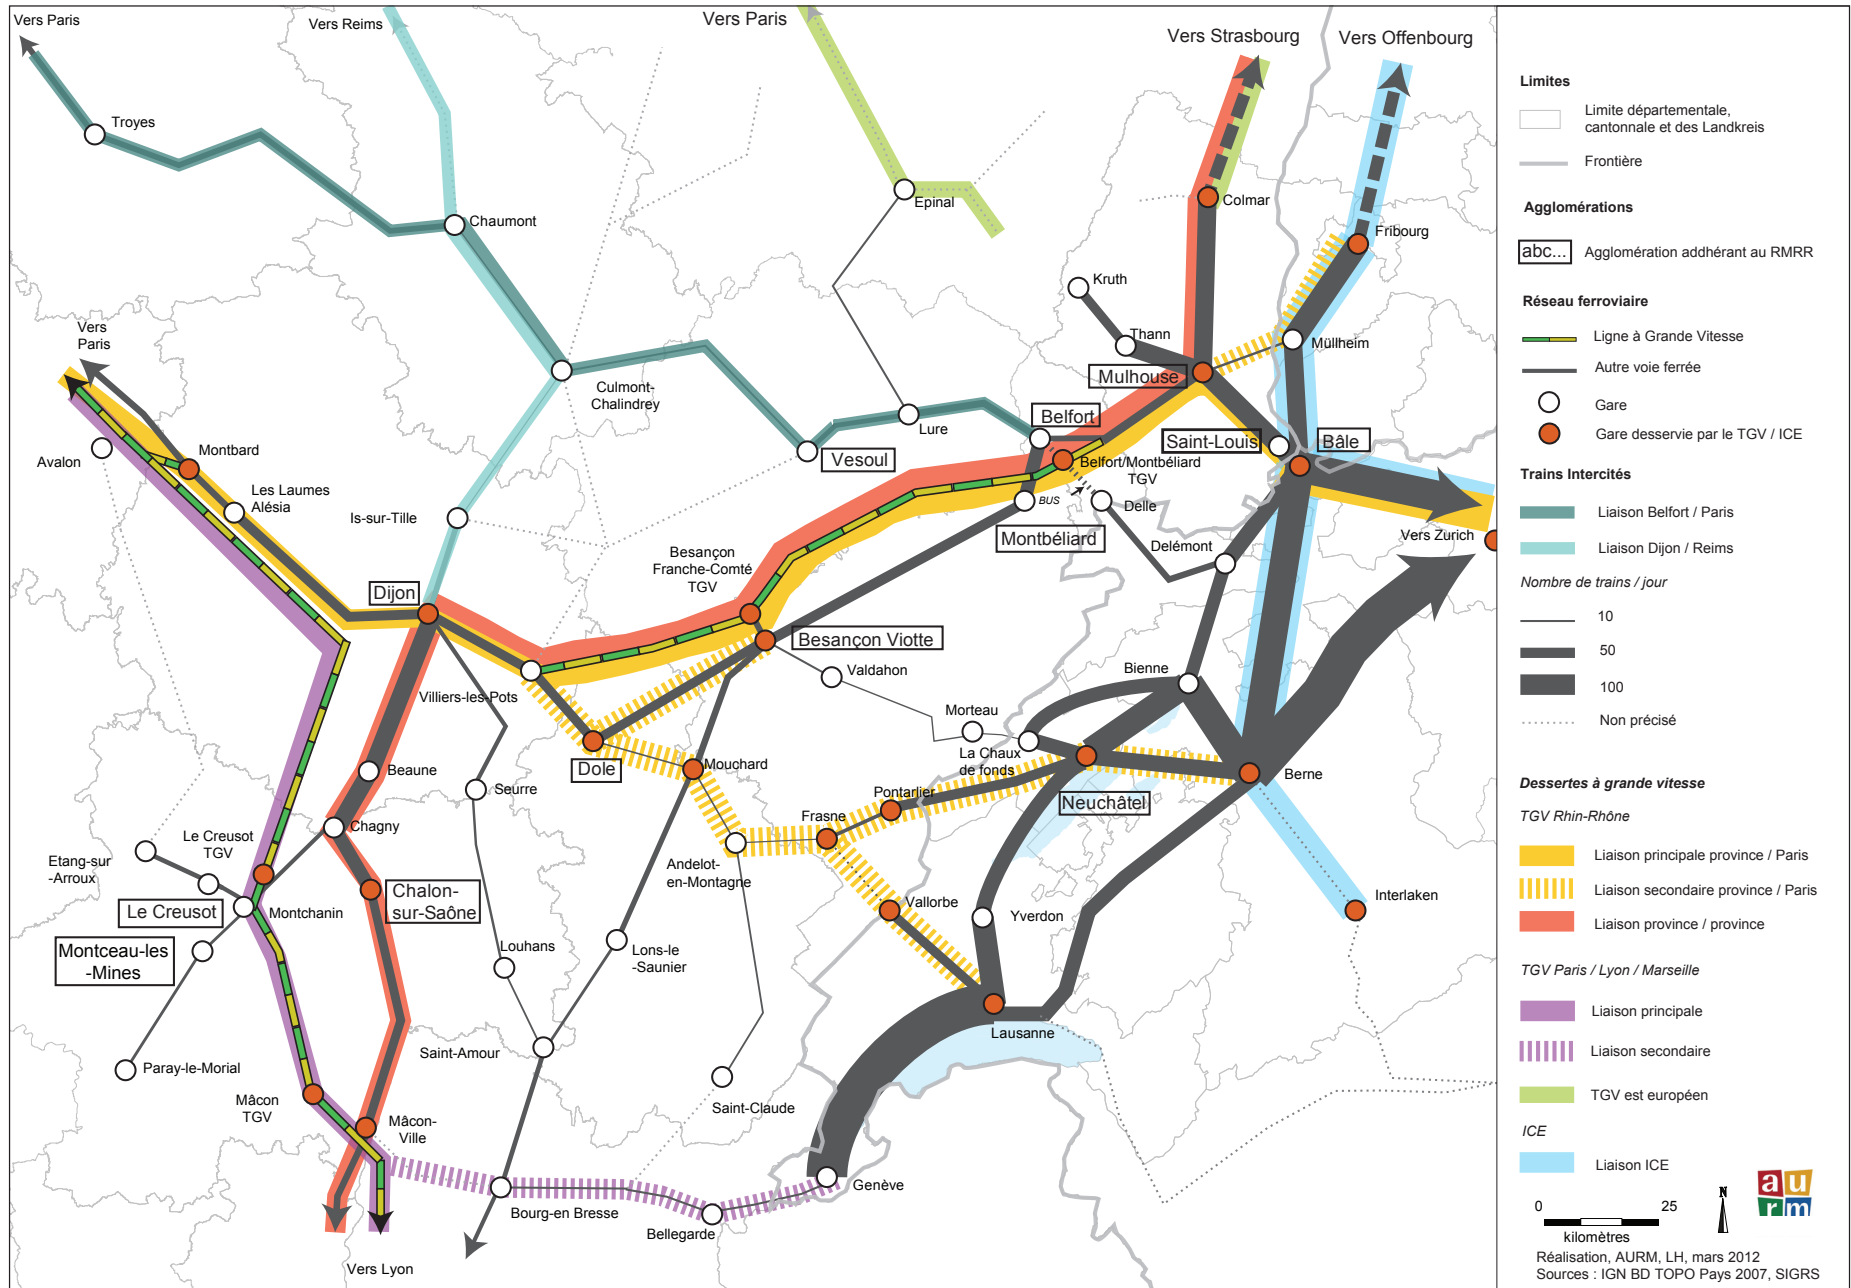 Vers Paris
Vers Reims
Vers Paris
Vers Strasbourg
Vers Offenbourg
Troyes
Chaumont
Epinal
Colmar
Fribourg
Kruth
Thann
Müllheim
Mulhouse
Vers
Paris
Culmont-
Chalindrey
Lure
Belfort
Saint-Louis
Bâle
Vesoul
Montbard
Avalon
Les Laumes
Alésia
Is-sur-Tille
Belfort/Montbéliard
TGV
BUS
Delle
Montbéliard
Delémont
Vers Zurich
Besançon
Franche-Comté
TGV
Dijon
Besançon Viotte
Valdahon
Bienne
Villiers-les-Pots
Morteau
La Chaux
de fonds
Dole
Mouchard
Beaune
Seurre
Pontarlier
Neuchâtel
Berne
Chagny
Frasne
Le Creusot
TGV
Etang-sur
-Arroux
Andelot-
en-Montagne
Chalon-
sur-Saône
Interlaken
Le Creusot
Montchanin
Vallorbe
Yverdon
Montceau-les
-Mines
Louhans
Lons-le
-Saunier
Lausanne
Saint-Amour
Paray-le-Morial
Mâcon
TGV
Saint-Claude
Mâcon-
Ville
Genève
Bourg-en Bresse
Bellegarde
Vers Lyon
Limites
Limite départementale,
cantonnale et des Landkreis
Frontière
Agglomérations
abc...
Agglomération addhérant au RMRR
Réseau ferroviaire
Ligne à Grande Vitesse
Autre voie ferrée
Gare
Gare desservie par le TGV / ICE
Trains Intercités
Liaison Belfort / Paris
Liaison Dijon / Reims
Nombre de trains / jour
10
50
100
Non précisé
Dessertes à grande vitesse
TGV Rhin-Rhône
Liaison principale province / Paris
Liaison secondaire province / Paris
Liaison province / province
TGV Paris / Lyon / Marseille
Liaison principale
Liaison secondaire
TGV est européen
ICE
Liaison ICE
0 25
kilomètres
N
au
rm
Réalisation, AURM, LH, mars 2012
Sources : IGN BD TOPO Pays 2007, SIGRS